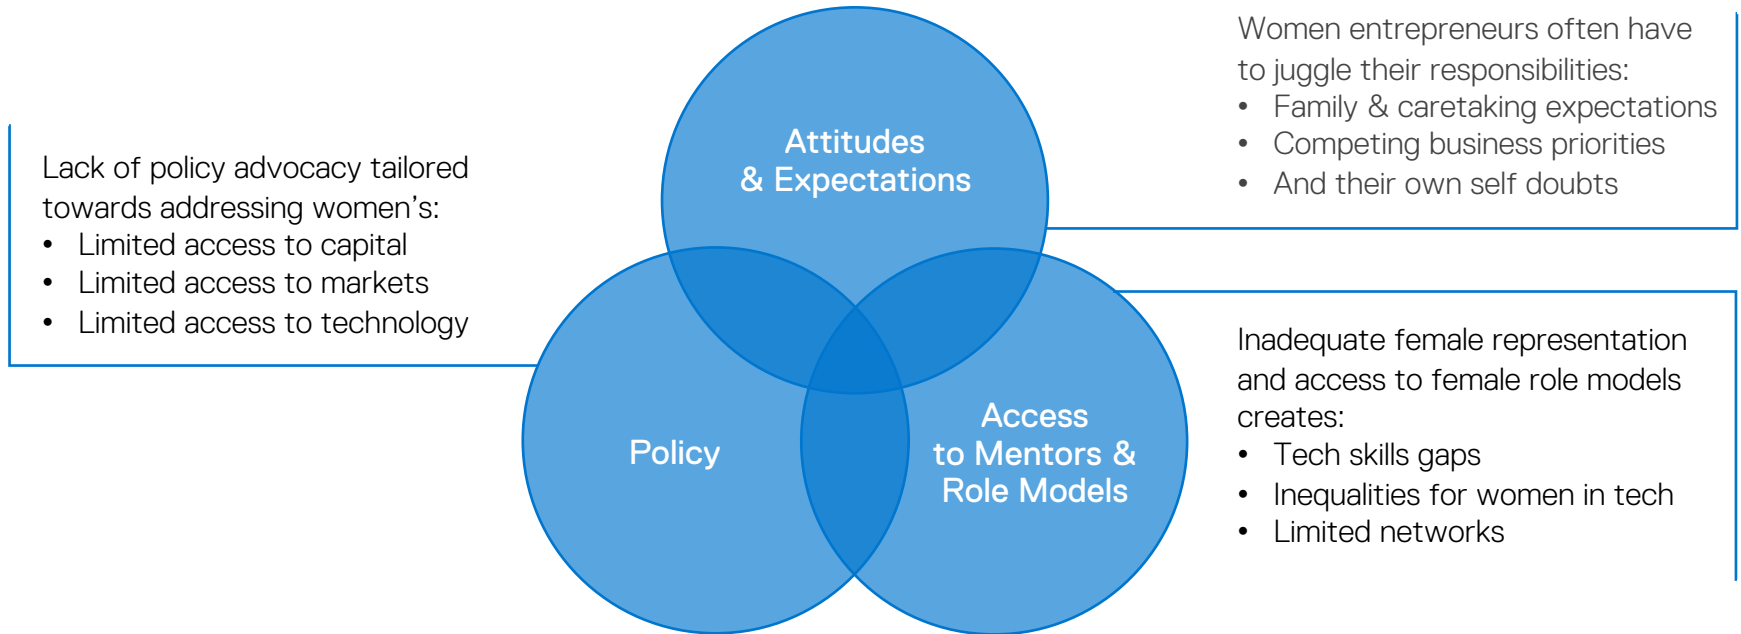 Women entrepreneurs often have
to juggle their responsibilities:
• Family & caretaking expectations
• Competing business priorities
• And their own self doubts
Attitudes
& Expectations
Lack of policy advocacy tailored
towards addressing women’s:
• Limited access to capital
• Limited access to markets
• Limited access to technology
Policy
Access
to Mentors &
Role Models
Inadequate female representation
and access to female role models
creates:
• Tech skills gaps
• Inequalities for women in tech
• Limited networks